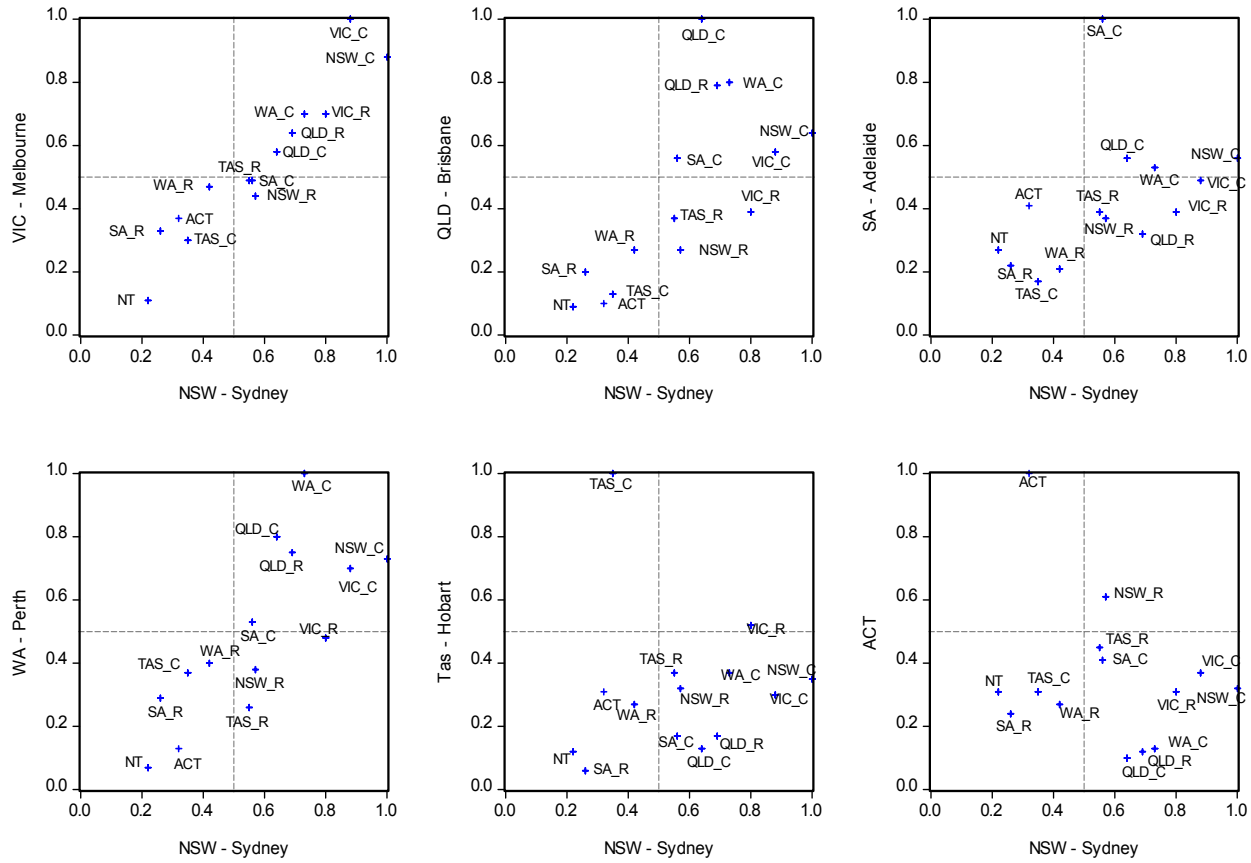 1.0
0.8
0.6
0.4
0.2
0.0
VIC - Melbourne
VIC_C
NSW_C
WA_C
VIC_R
QLD_R
QLD_C
TAS_R
SA_C
WA_R
NSW_R
ACT
SA_R
TAS_C
NT
0.0 0.2 0.4 0.6 0.8 1.0
NSW - Sydney
1.0
0.8
0.6
0.4
0.2
0.0
QLD - Brisbane
QLD_C
QLD_R
WA_C
NSW_C
SA_C
VIC_C
VIC_R
TAS_R
WA_R
NSW_R
SA_R
TAS_C
NT
ACT
0.0 0.2 0.4 0.6 0.8 1.0
NSW - Sydney
1.0
0.8
0.6
0.4
0.2
0.0
SA - Adelaide
SA_C
QLD_C
NSW_C
WA_C
VIC_C
ACT
TAS_R
VIC_R
NSW_R
QLD_R
NT
WA_R
SA_R
TAS_C
0.0 0.2 0.4 0.6 0.8 1.0
NSW - Sydney
1.0
0.8
0.6
0.4
0.2
0.0
WA - Perth
WA_C
QLD_C
NSW_C
QLD_R
VIC_C
VIC_R
SA_C
WA_R
TAS_C
NSW_R
SA_R
TAS_R
NT
ACT
0.0 0.2 0.4 0.6 0.8 1.0
NSW - Sydney
1.0
0.8
0.6
0.4
0.2
0.0
Tas - Hobart
TAS_C
VIC_R
TAS_R
NSW_C
WA_C
NSW_R
VIC_C
ACT
WA_R
SA_C
QLD_R
NT
QLD_C
SA_R
0.0 0.2 0.4 0.6 0.8 1.0
NSW - Sydney
1.0
0.8
0.6
0.4
0.2
0.0
ACT
ACT
NSW_R
TAS_R
SA_C
VIC_C
NT
TAS_C
VIC_R
NSW_C
SA_R
WA_R
WA_C
QLD_R
QLD_C
0.0 0.2 0.4 0.6 0.8 1.0
NSW - Sydney